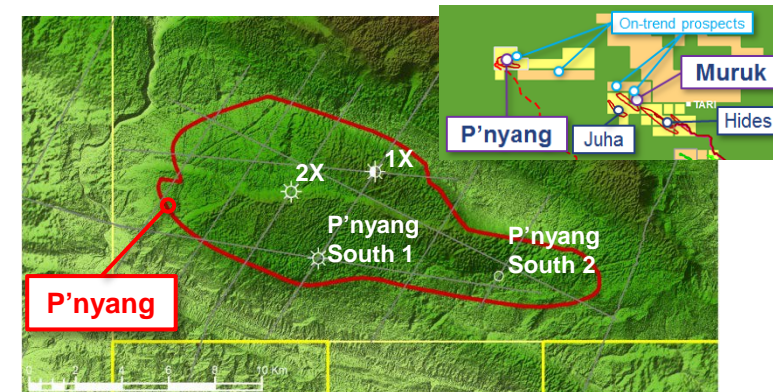 On-trend prospects
Muruk
TARI
P'nyang
Juha
Hides
1X
2X
P'nyang
South 1
P'nyang
South 2
P'nyang
0 2 4 6 8 10 Km